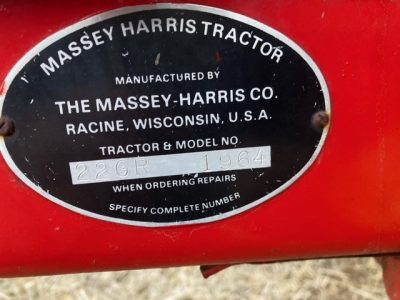 MASSEY HARRIS TRACTOR
MANUFACTURED BY
THE MASSEY-HARRIS CO.
RACINE, WISCONSIN, U.S.A.
TRACTOR & MODEL NO.
22GR 1964
WHEN ORDERING REPAIRS
SPECIFY COMPLETE NUMBER